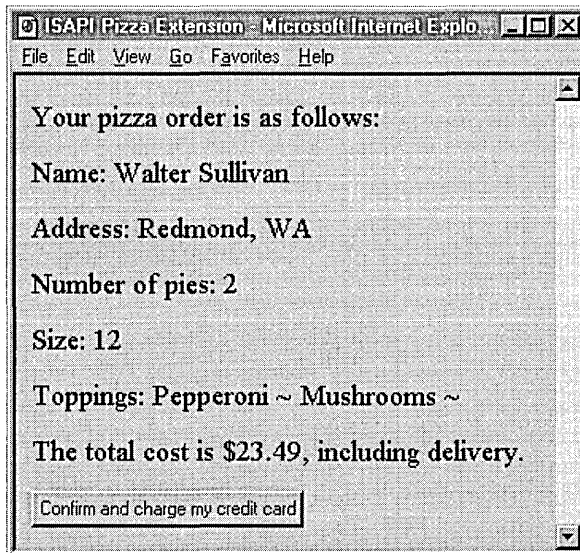 ISAPI Pizza Extension - Microsoft Internet Explo...
File Edit View Go Favorites Help
Your pizza order is as follows:
Name: Walter Sullivan
Address: Redmond, WA
Number of pies: 2
Size: 12
Toppings: Pepperoni ~ Mushrooms ~
The total cost is $23.49, including delivery.
Confirm and charge my credit card